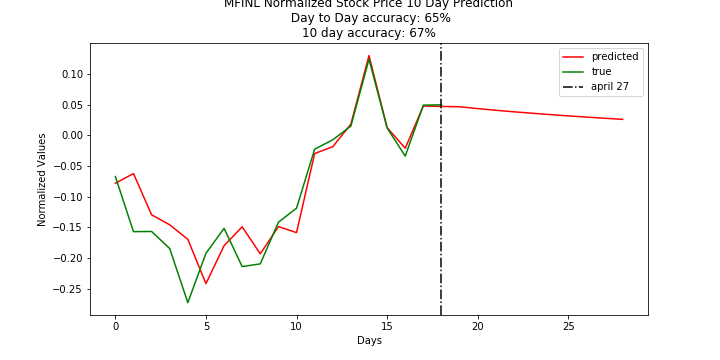 MFINL Normalized Stock Price 10 Day Prediction
Day to Day accuracy: 65%
10 day accuracy: 67%
predicted
true
april 27
Normalized Values
0.10
0.05
0.00
−0.05
−0.10
−0.15
−0.20
−0.25
0 5 10 15 20 25
Days